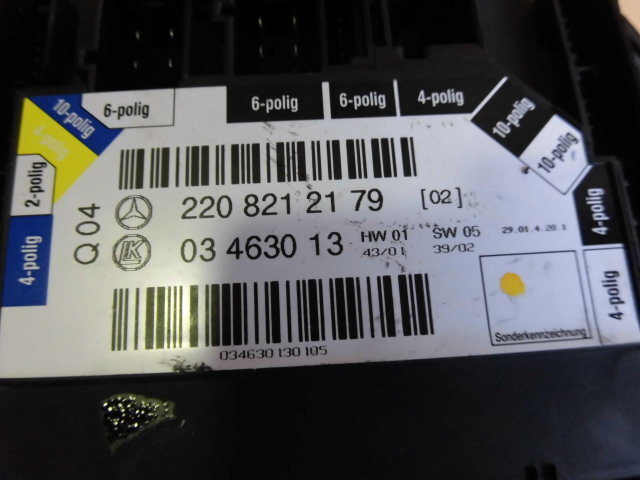 10-polig
4-polig
6-polig
6-polig
6-polig
4-polig
10-polig
10-polig
2-polig
4-polig
Q 04
220 821 21 79 [02]
K
03 4630 13 HW 01 SW 05 29.01.4.20.1
43/01 39/02
4-polig
4-polig
Sonderkennzeichnung
034630130105